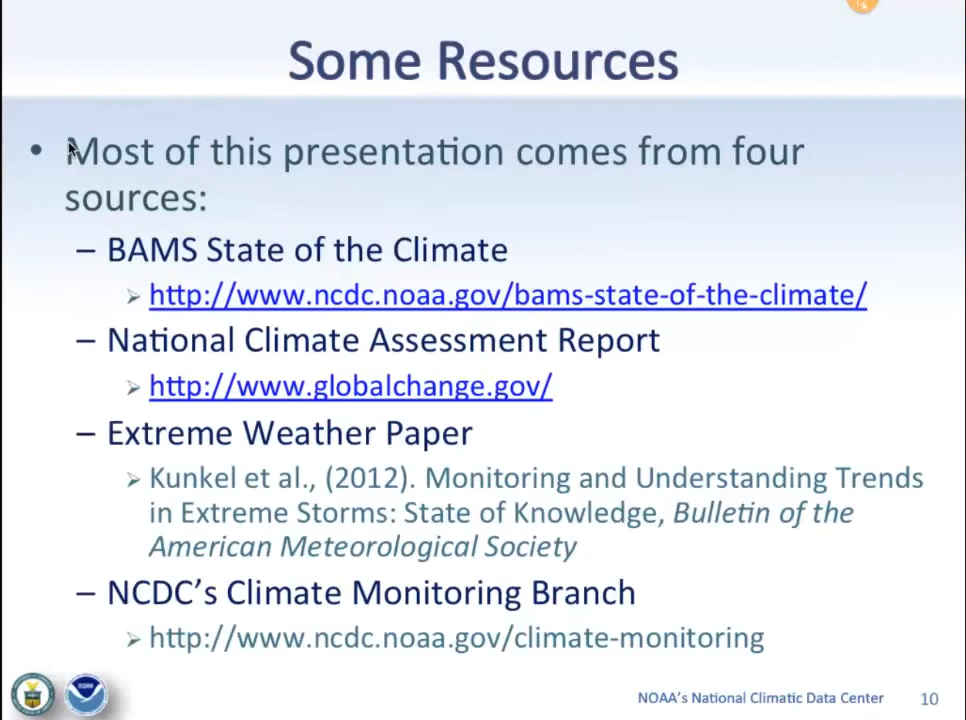 Some Resources
• Most of this presentation comes from four
sources:
– BAMS State of the Climate
➢ http://www.ncdc.noaa.gov/bams-state-of-the-climate/
– National Climate Assessment Report
➢ http://www.globalchange.gov/
– Extreme Weather Paper
➢ Kunkel et al., (2012). Monitoring and Understanding Trends
in Extreme Storms: State of Knowledge, Bulletin of the
American Meteorological Society
– NCDC’s Climate Monitoring Branch
➢ http://www.ncdc.noaa.gov/climate-monitoring
NOAA’s National Climatic Data Center 10